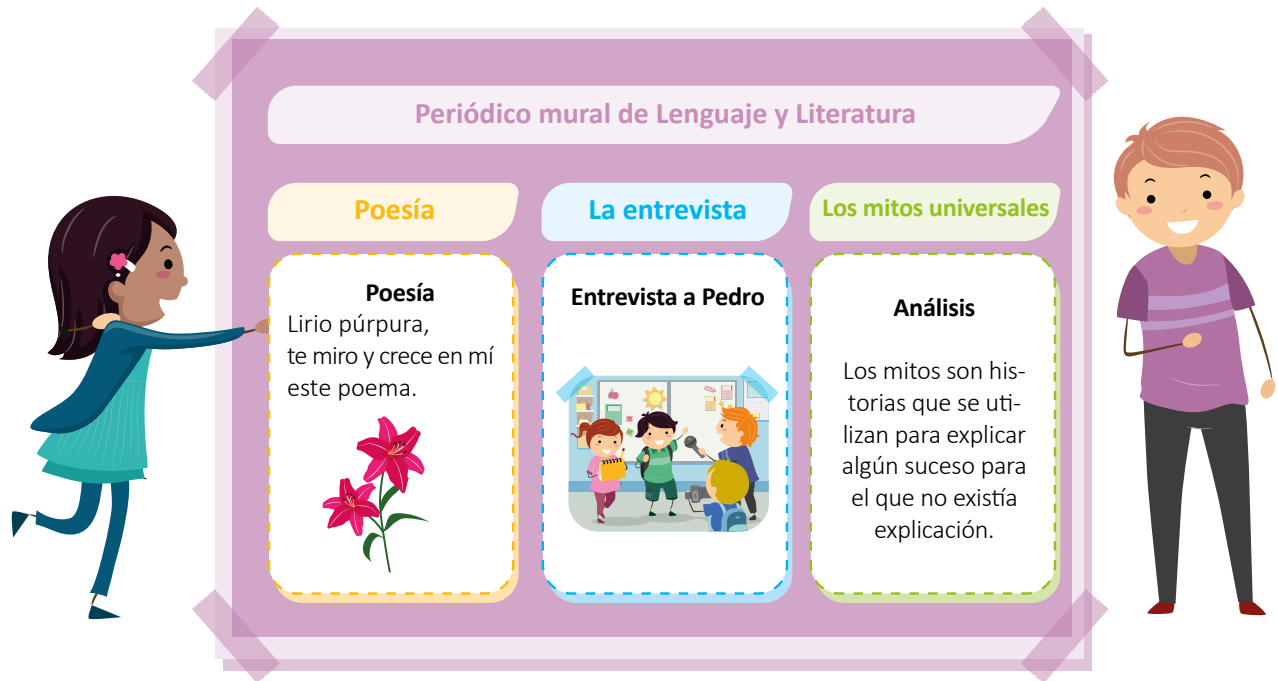 Periódico mural de Lenguaje y Literatura
Poesía
La entrevista
Los mitos universales
Poesía
Lirio púrpura,
te miro y crece en mí
este poema.
Entrevista a Pedro
Análisis
Los mitos son his-
torias que se uti-
lizan para explicar
algún suceso para
el que no existía
explicación.